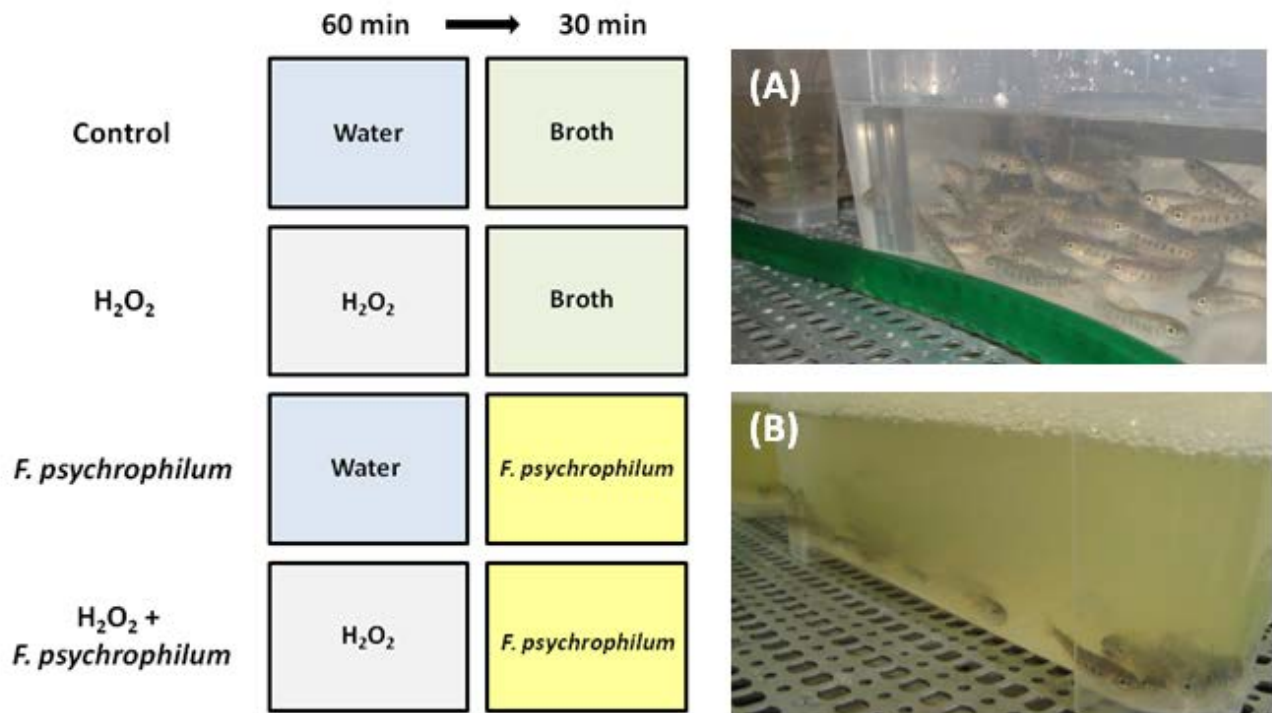 60 min 30 min
Control
Water
Broth
H₂O₂
H₂O₂
Broth
F. psychrophilum
Water
F. psychrophilum
H₂O₂ +
F. psychrophilum
H₂O₂
F. psychrophilum
(A)
(B)